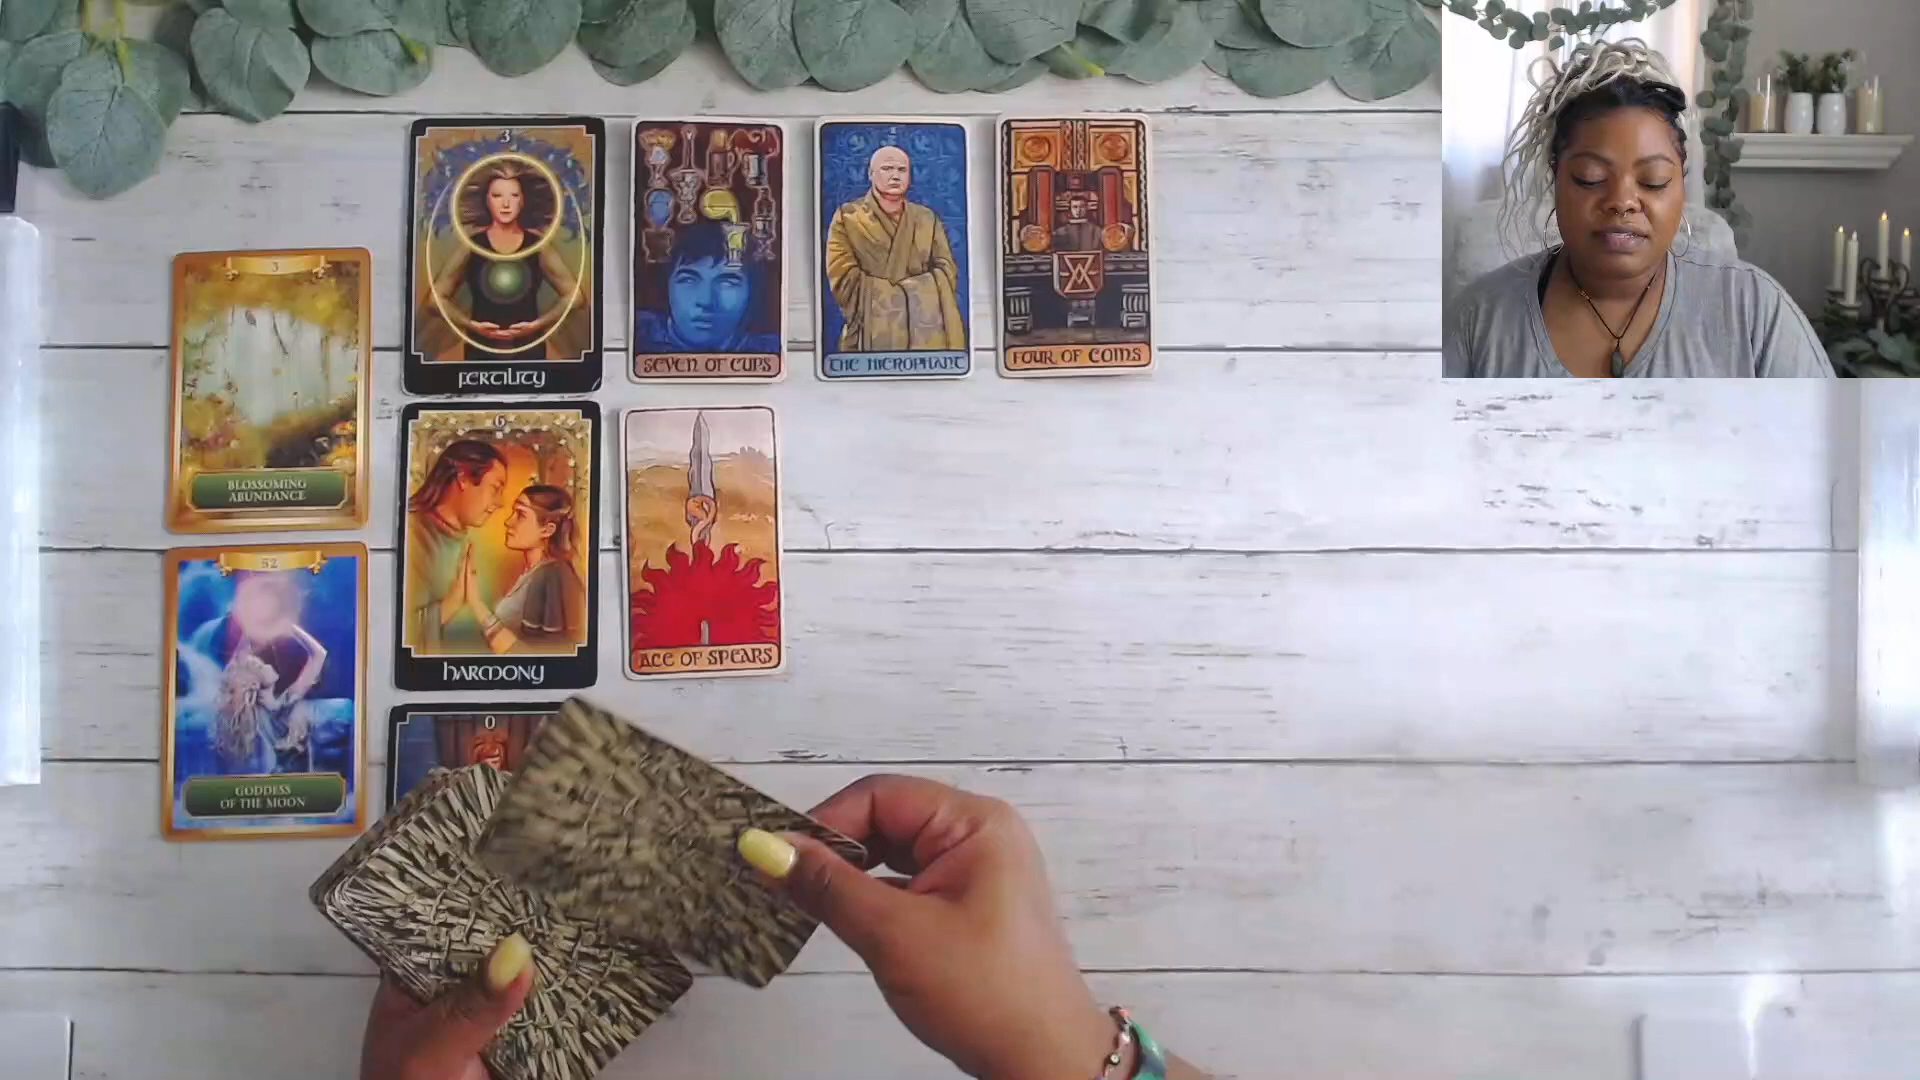 3
FERTILITY
SEVEN OF CUPS
THE HIEROPHANT
FOUR OF COINS
3
BLOSSOMING
ABUNDANCE
6
HARMONY
ACE OF SPEARS
52
GODDESS
OF THE MOON
0